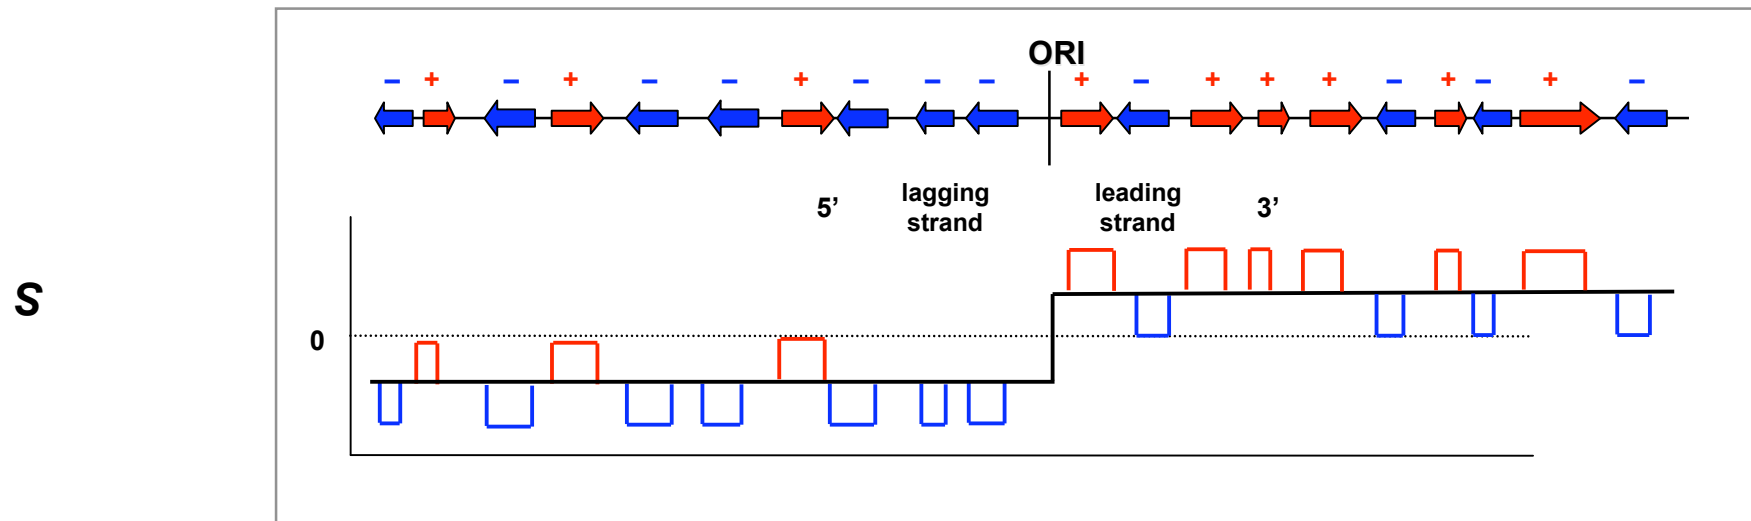 ORI
− + − + − − + − − − + − + + + − + − + −
5’ lagging strand leading strand 3’
S
0